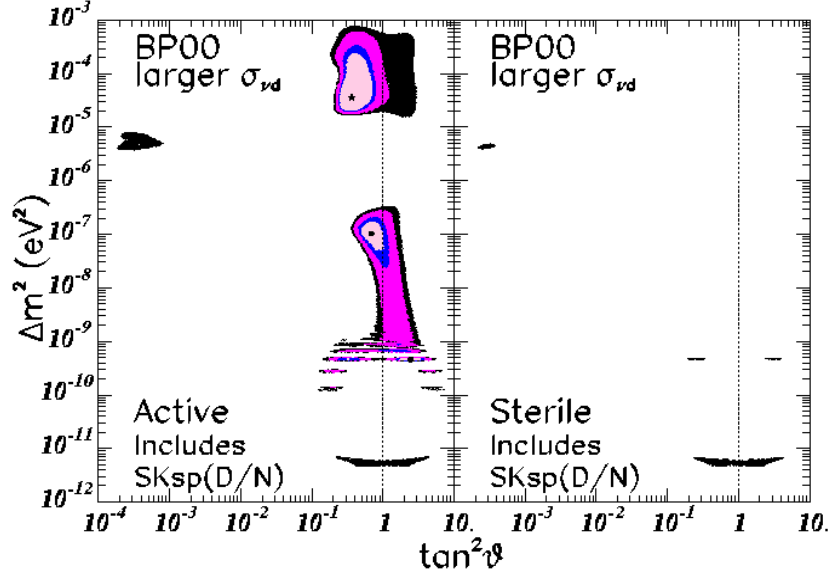 BP00
larger σνd
BP00
larger σνd
10-3
10-4
10-5
10-6
10-7
10-8
10-9
10-10
10-11
10-12
Δm2 (eV2)
Active
Includes
SKsp(D/N)
Sterile
Includes
SKsp(D/N)
10-4 10-3 10-2 10-1 1 10. 10-3 10-2 10-1 1 10.
tan2ϑ